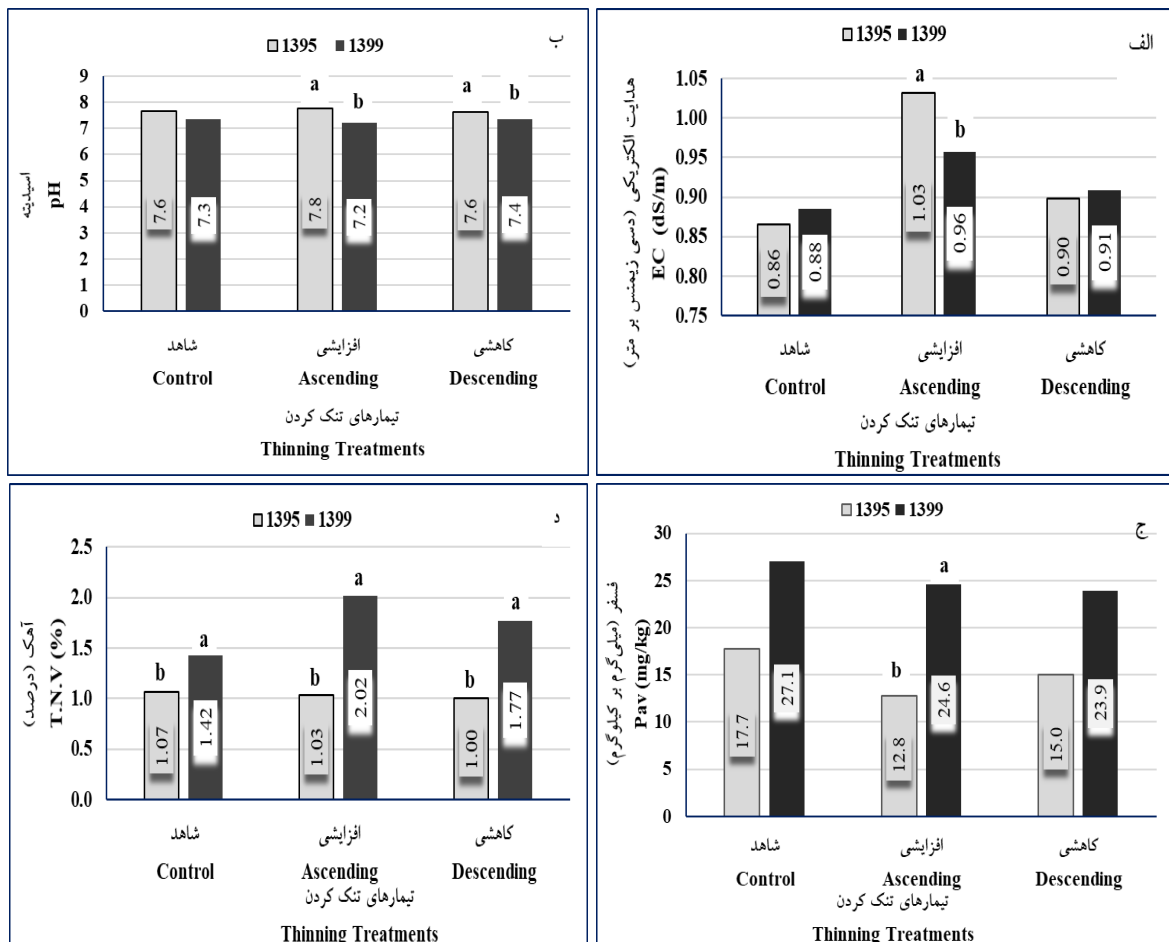 ب
1395 1399
9
8
7
6
5
4
3
2
1
0
اسیدیته
pH
a b a b
7.6 7.3 7.8 7.2 7.6 7.4
شاهد افزایشی کاهشی
Control Ascending Descending
تیمارهای تنک کردن
Thinning Treatments
الف
1395 1399
1.05
1.00
0.95
0.90
0.85
0.80
0.75
هدایت الکتریکی (دسی زیمنس بر متر)
EC (dS/m)
a b
0.86 0.88 1.03 0.96 0.90 0.91
شاهد افزایشی کاهشی
Control Ascending Descending
تیمارهای تنک کردن
Thinning Treatments
د
1395 1399
2.5
2.0
1.5
1.0
0.5
0.0
آهک (درصد)
T.N.V (%)
b a b a b a
1.07 1.42 1.03 2.02 1.00 1.77
شاهد افزایشی کاهشی
Control Ascending Descending
تیمارهای تنک کردن
Thinning Treatments
ج
1395 1399
30
25
20
15
10
5
0
فسفر (میلی‌گرم بر کیلوگرم)
Pav (mg/kg)
b a
17.7 27.1 12.8 24.6 15.0 23.9
شاهد افزایشی کاهشی
Control Ascending Descending
تیمارهای تنک کردن
Thinning Treatments